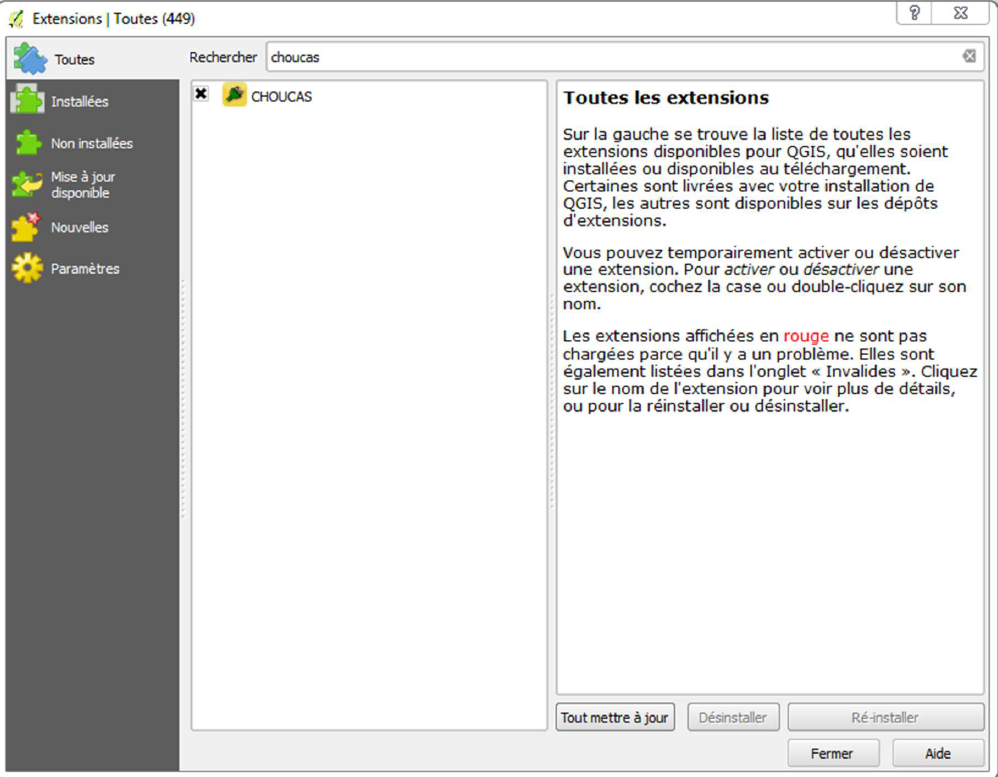 Extensions | Toutes (449)
Toutes
Rechercher choucas
Installées
Non installées
Mise à jour
disponible
Nouvelles
Paramètres
CHOUCAS
Toutes les extensions
Sur la gauche se trouve la liste de toutes les
extensions disponibles pour QGIS, qu'elles soient
installées ou disponibles au téléchargement.
Certaines sont livrées avec votre installation de
QGIS, les autres sont disponibles sur les dépôts
d'extensions.
Vous pouvez temporairement activer ou désactiver
une extension. Pour activer ou désactiver une
extension, cochez la case ou double-cliquez sur son
nom.
Les extensions affichées en rouge ne sont pas
chargées parce qu'il y a un problème. Elles sont
également listées dans l'onglet « Invalides ». Cliquez
sur le nom de l'extension pour voir plus de détails,
ou pour la réinstaller ou désinstaller.
Tout mettre à jour
Désinstaller
Ré-installer
Fermer
Aide